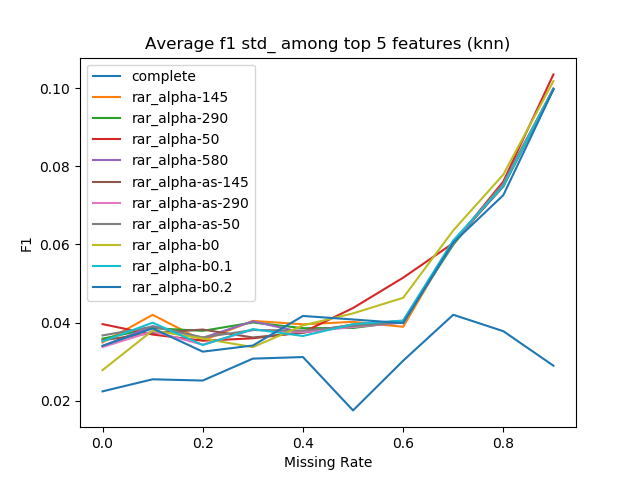 Average f1 std_ among top 5 features (knn)
complete
rar_alpha-145
rar_alpha-290
rar_alpha-50
rar_alpha-580
rar_alpha-as-145
rar_alpha-as-290
rar_alpha-as-50
rar_alpha-b0
rar_alpha-b0.1
rar_alpha-b0.2
F1
0.10
0.08
0.06
0.04
0.02
0.0 0.2 0.4 0.6 0.8
Missing Rate